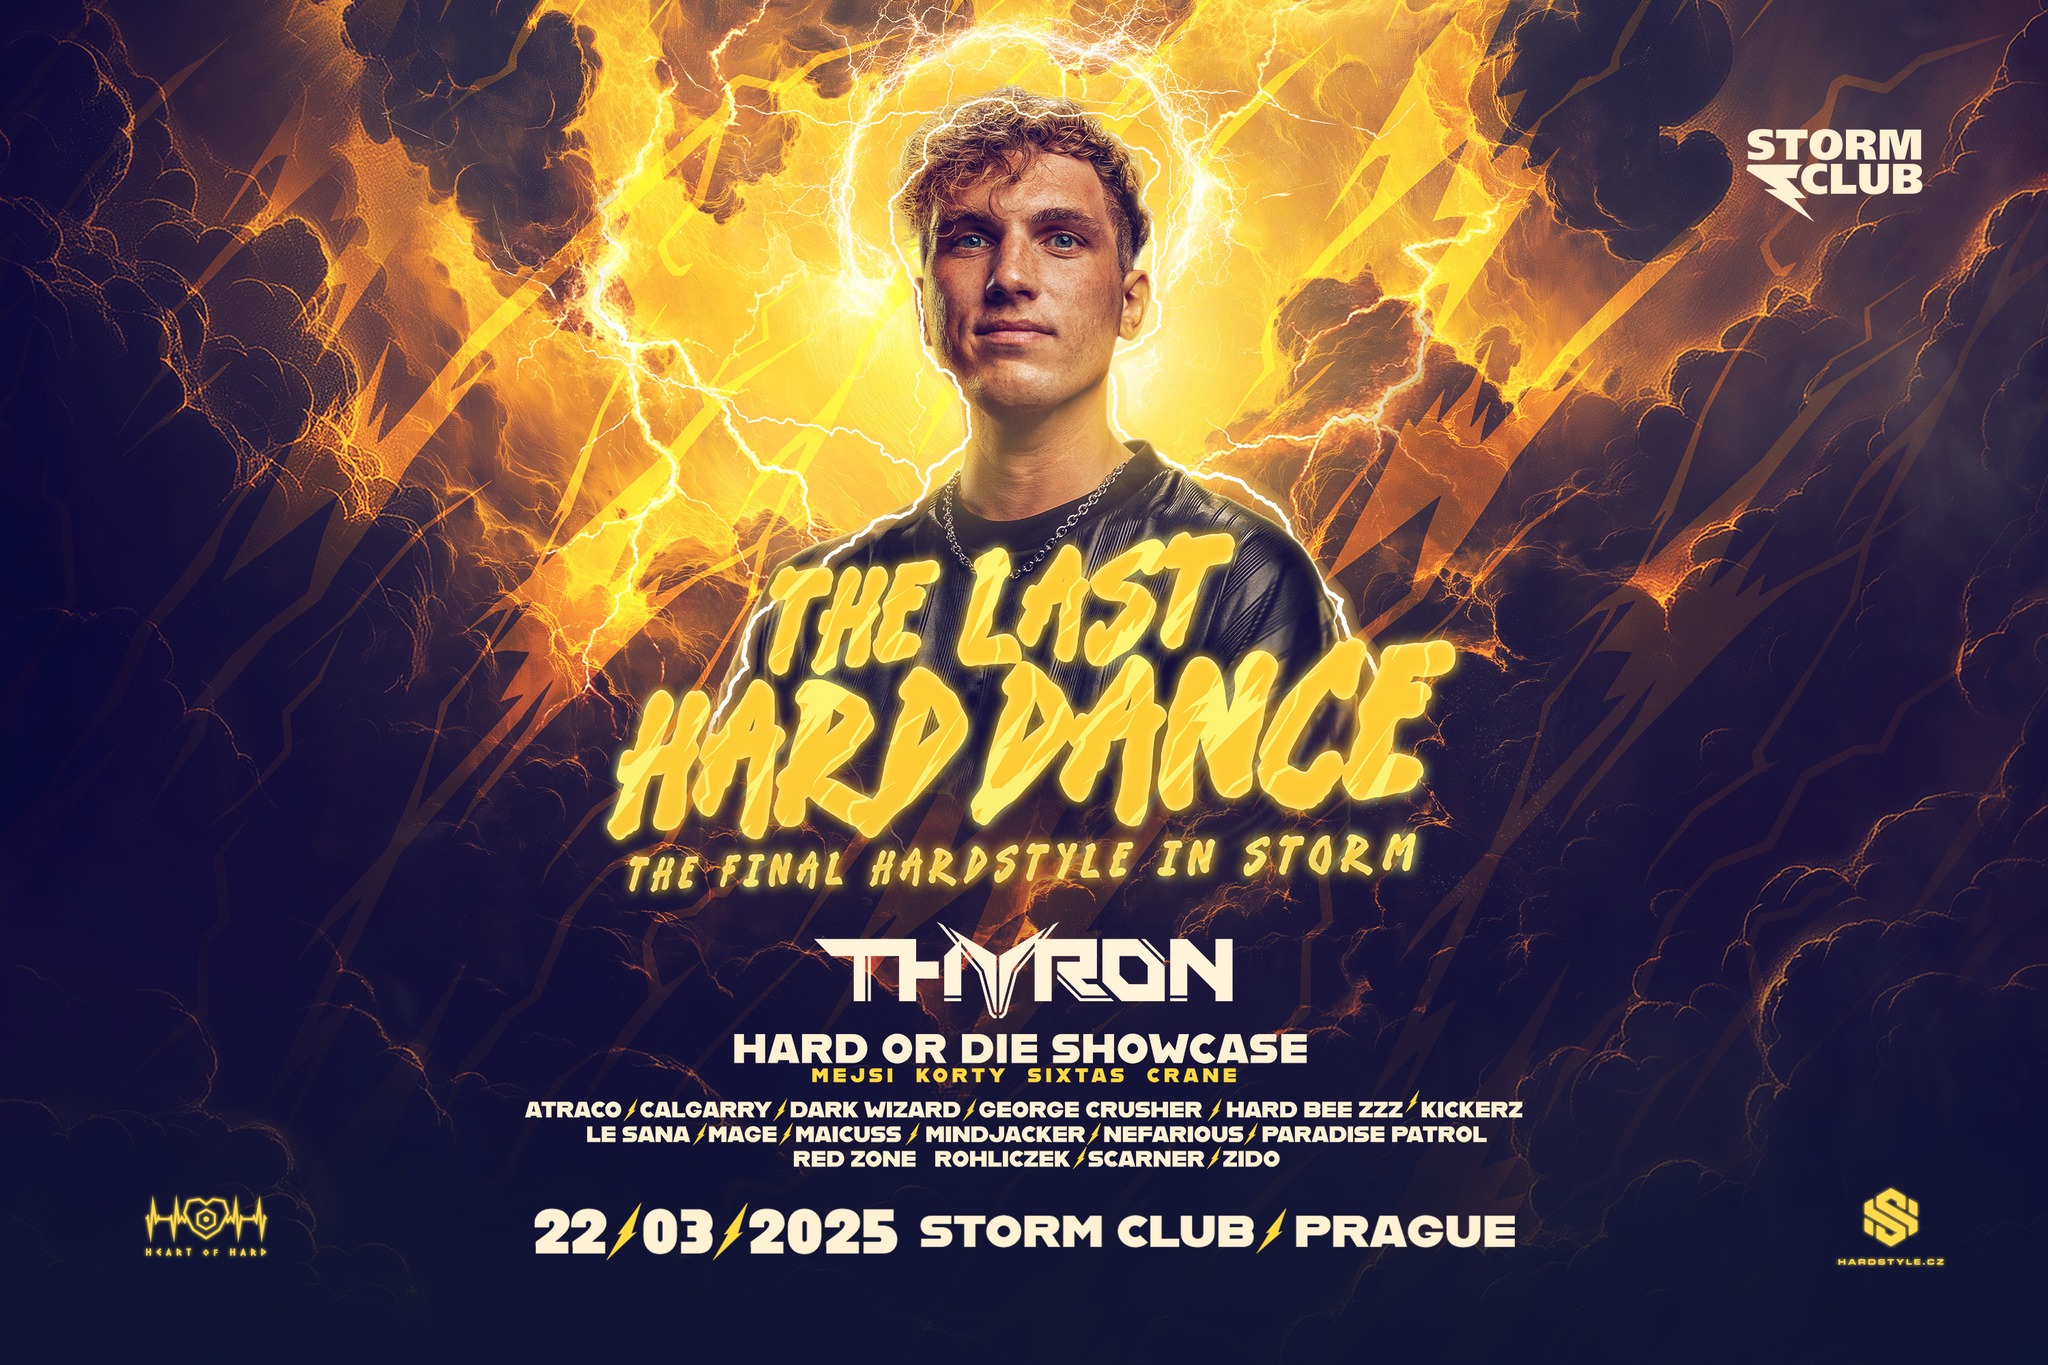 STORM
CLUB
THE LAST
HARD DANCE
THE FINAL HARDSTYLE IN STORM
THYRON
HARD OR DIE SHOWCASE
MEJSI KORTY SIXTAS CRANE
ATRACO / CALGARRY / DARK WIZARD / GEORGE CRUSHER / HARD BEE ZZZ / KICKERZ
LE SANA / MAGE / MAICUSS / MINDJACKER / NEFARIOUS / PARADISE PATROL
RED ZONE ROHLICZEK / SCARNER / ZIDO
22/03/2025 STORM CLUB / PRAGUE
HOH
HEART OF HARD
HARDSTYLE.CZ